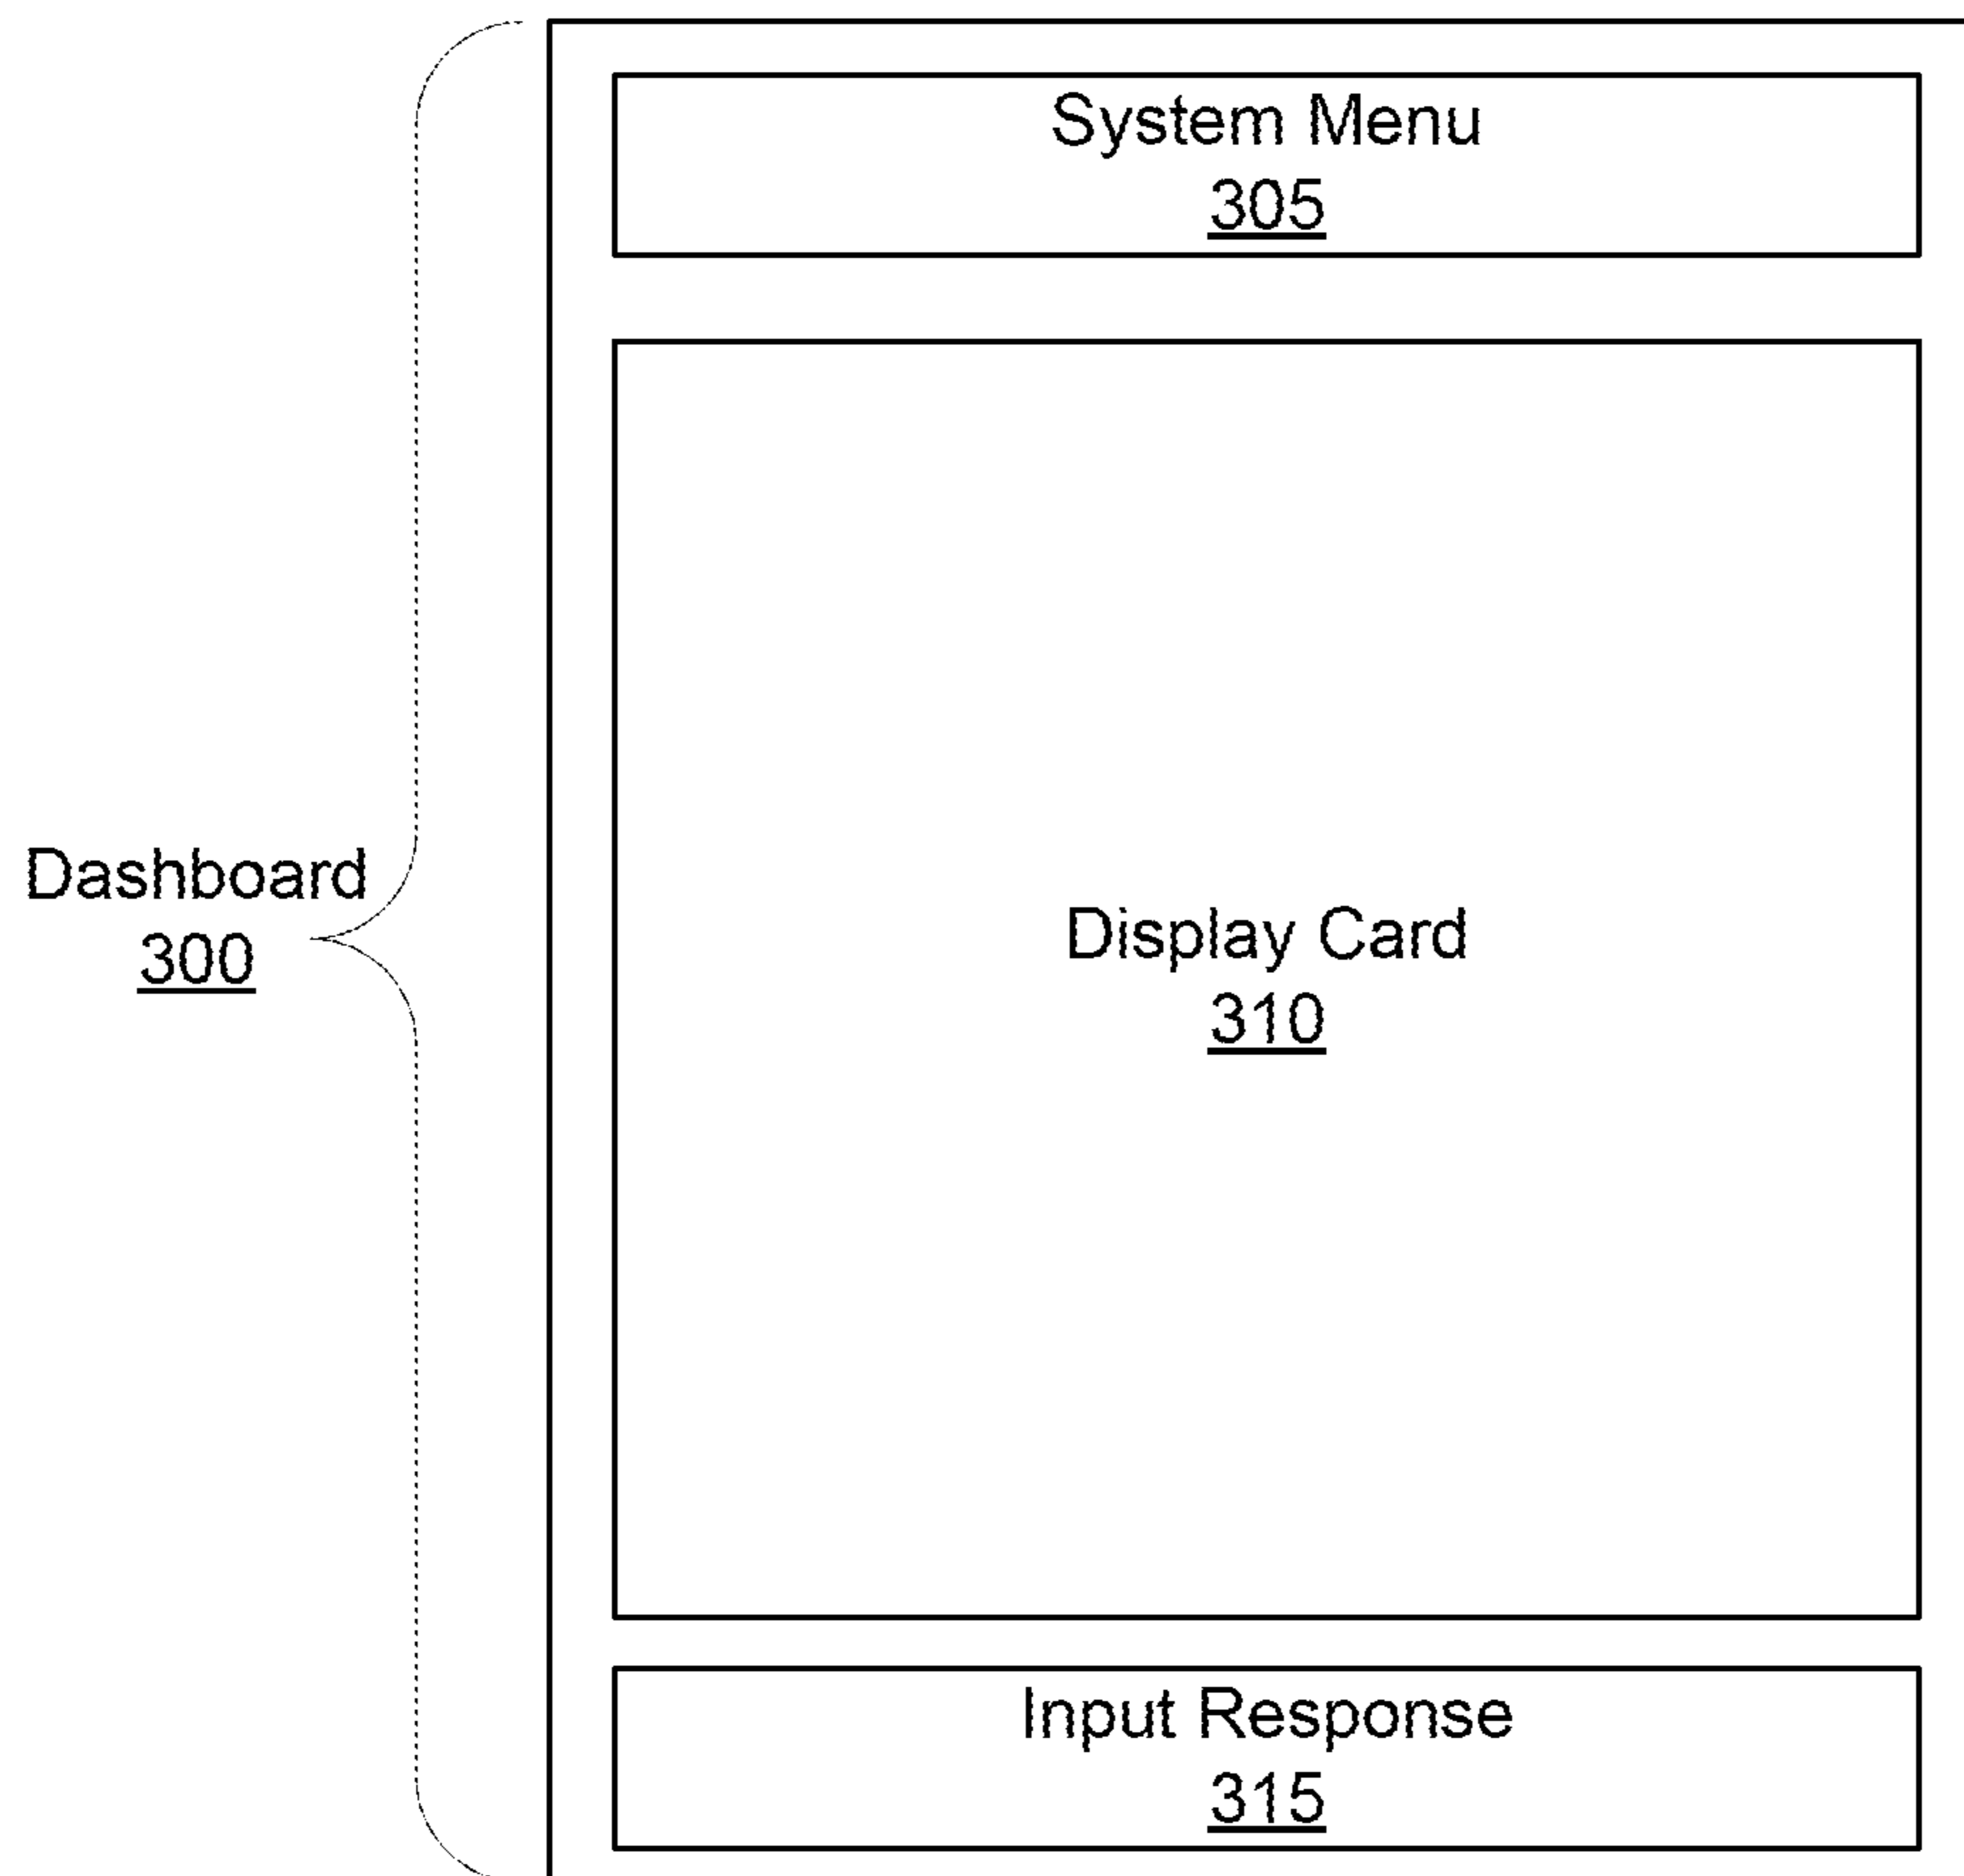 System Menu
305
Dashboard
300
Display Card
310
Input Response
315